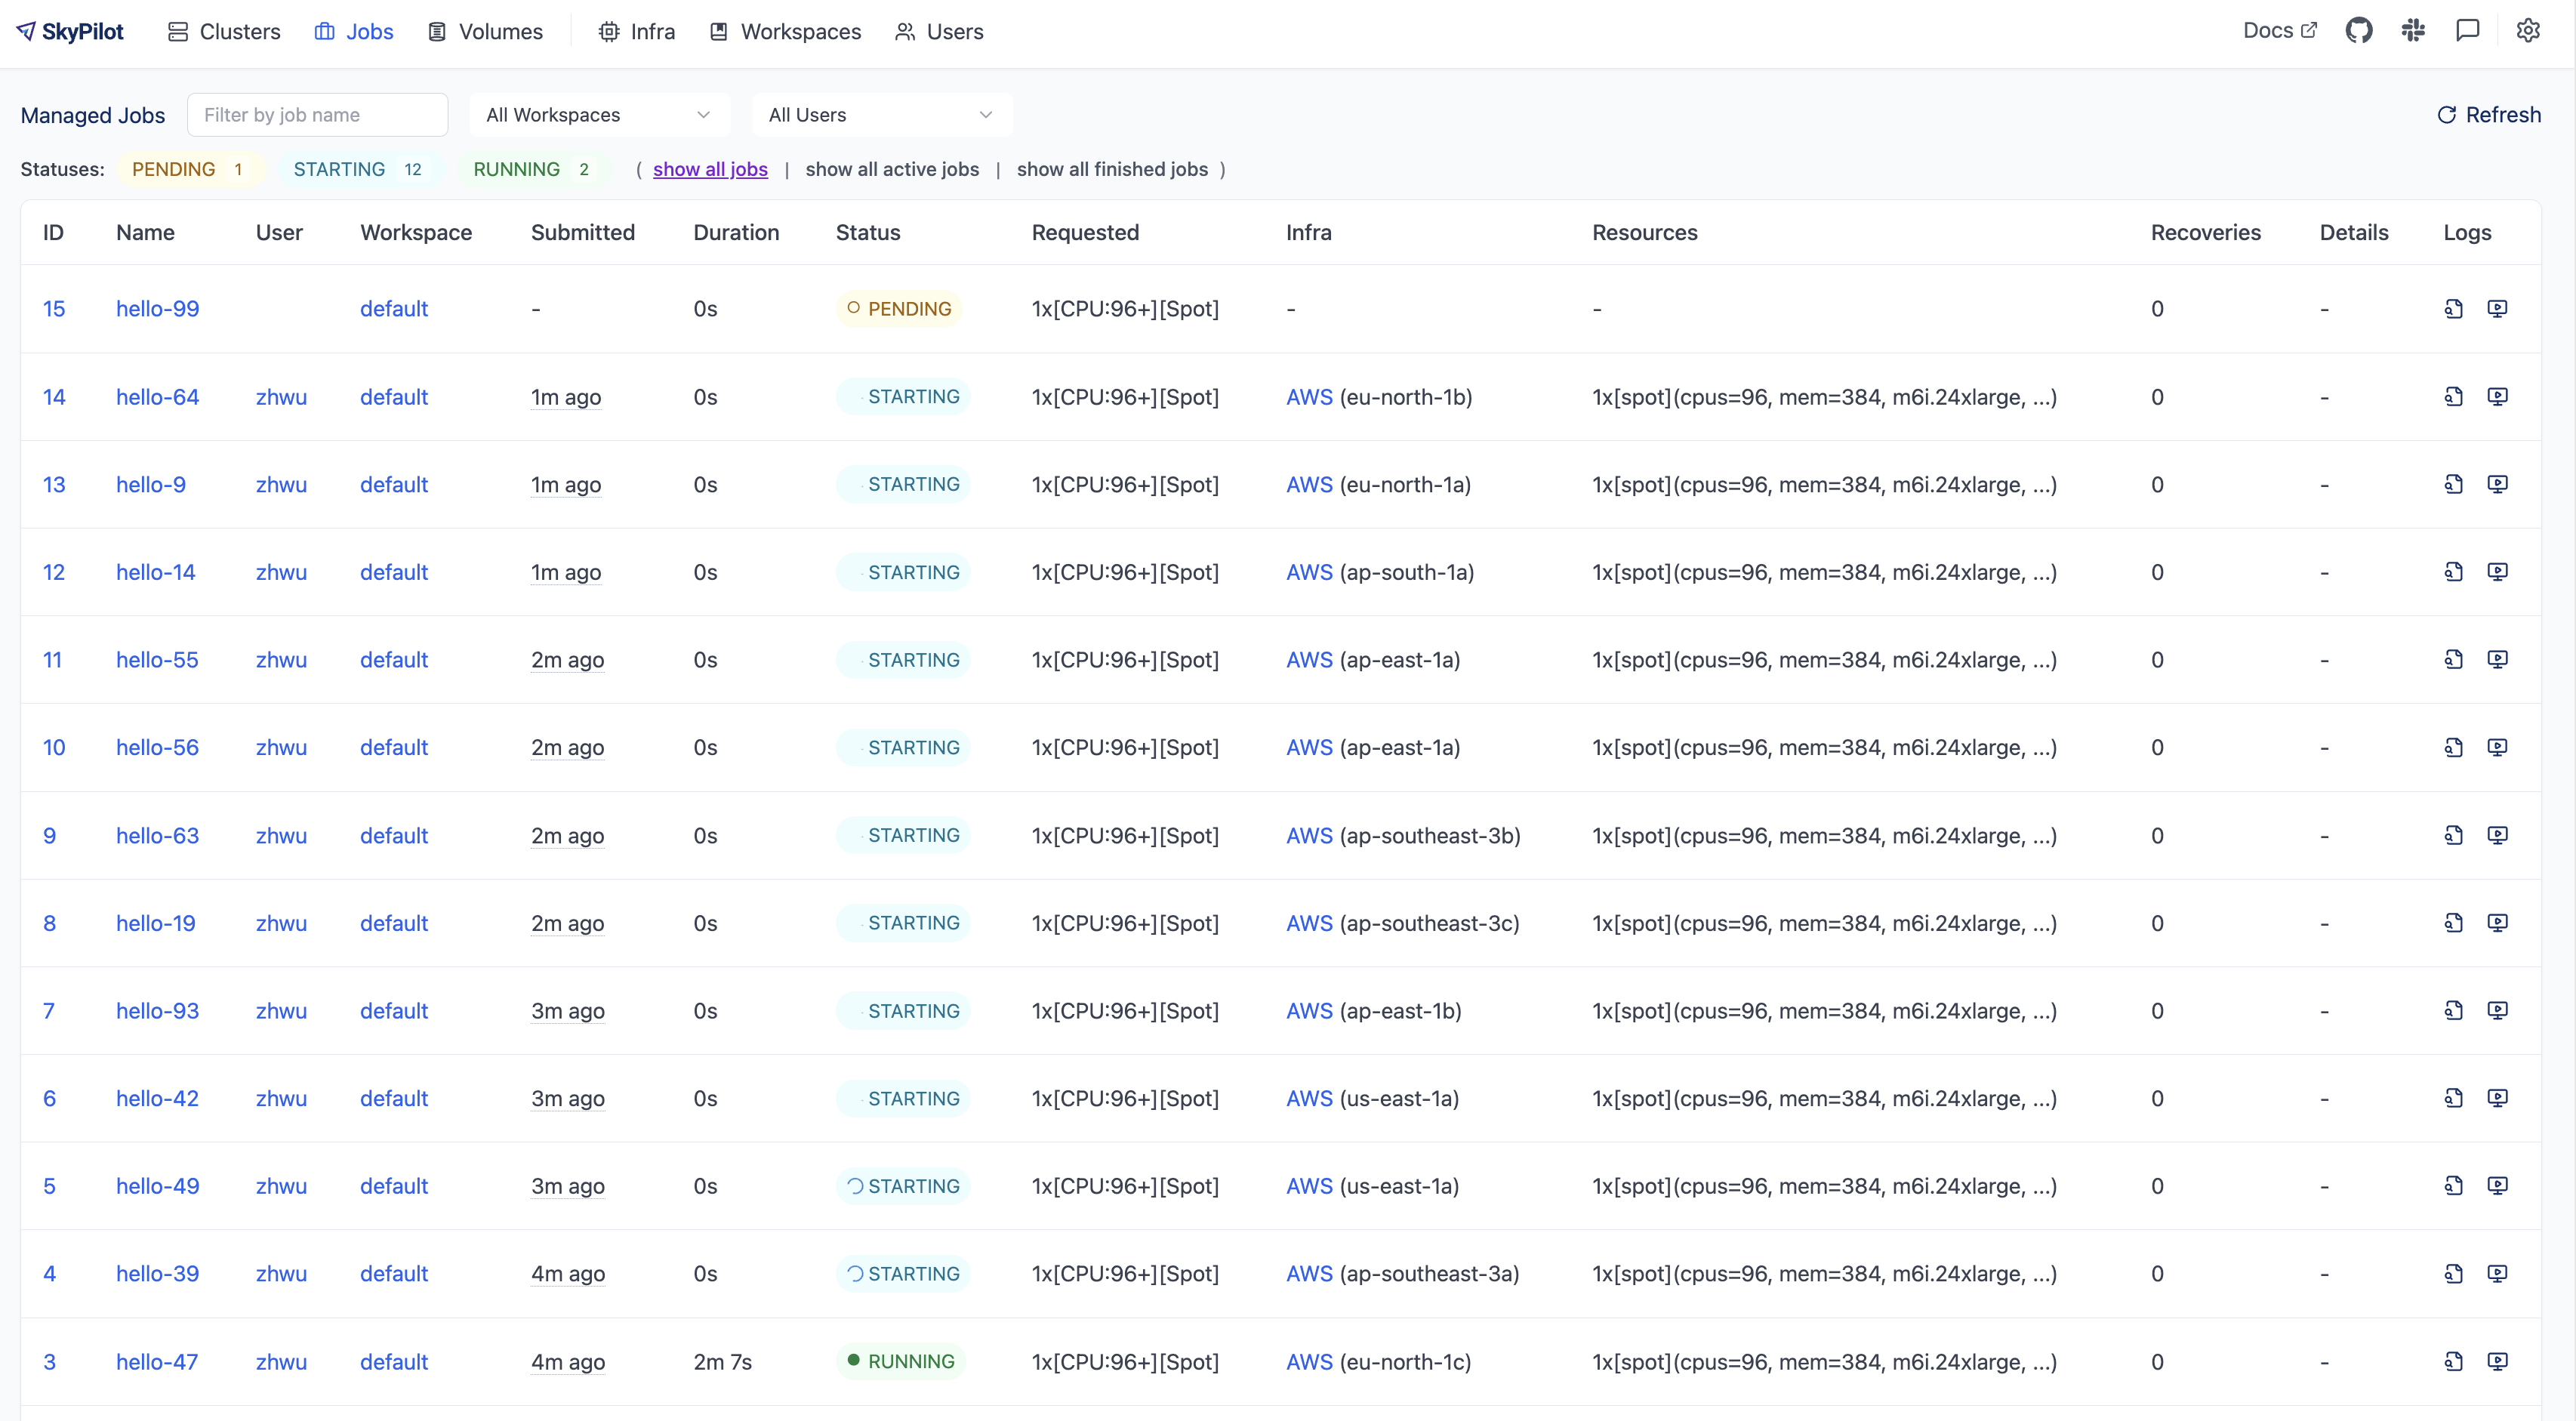 SkyPilot Clusters Jobs Volumes Infra Workspaces Users Docs
Managed Jobs Filter by job name All Workspaces All Users Refresh
Statuses: PENDING 1 STARTING 12 RUNNING 2 ( show all jobs | show all active jobs | show all finished jobs )
ID Name User Workspace Submitted Duration Status Requested Infra Resources Recoveries Details Logs
15 hello-99 default - 0s PENDING 1x[CPU:96+][Spot] - - 0 -
14 hello-64 zhwu default 1m ago 0s STARTING 1x[CPU:96+][Spot] AWS (eu-north-1b) 1x[spot](cpus=96, mem=384, m6i.24xlarge, ...) 0 -
13 hello-9 zhwu default 1m ago 0s STARTING 1x[CPU:96+][Spot] AWS (eu-north-1a) 1x[spot](cpus=96, mem=384, m6i.24xlarge, ...) 0 -
12 hello-14 zhwu default 1m ago 0s STARTING 1x[CPU:96+][Spot] AWS (ap-south-1a) 1x[spot](cpus=96, mem=384, m6i.24xlarge, ...) 0 -
11 hello-55 zhwu default 2m ago 0s STARTING 1x[CPU:96+][Spot] AWS (ap-east-1a) 1x[spot](cpus=96, mem=384, m6i.24xlarge, ...) 0 -
10 hello-56 zhwu default 2m ago 0s STARTING 1x[CPU:96+][Spot] AWS (ap-east-1a) 1x[spot](cpus=96, mem=384, m6i.24xlarge, ...) 0 -
9 hello-63 zhwu default 2m ago 0s STARTING 1x[CPU:96+][Spot] AWS (ap-southeast-3b) 1x[spot](cpus=96, mem=384, m6i.24xlarge, ...) 0 -
8 hello-19 zhwu default 2m ago 0s STARTING 1x[CPU:96+][Spot] AWS (ap-southeast-3c) 1x[spot](cpus=96, mem=384, m6i.24xlarge, ...) 0 -
7 hello-93 zhwu default 3m ago 0s STARTING 1x[CPU:96+][Spot] AWS (ap-east-1b) 1x[spot](cpus=96, mem=384, m6i.24xlarge, ...) 0 -
6 hello-42 zhwu default 3m ago 0s STARTING 1x[CPU:96+][Spot] AWS (us-east-1a) 1x[spot](cpus=96, mem=384, m6i.24xlarge, ...) 0 -
5 hello-49 zhwu default 3m ago 0s STARTING 1x[CPU:96+][Spot] AWS (us-east-1a) 1x[spot](cpus=96, mem=384, m6i.24xlarge, ...) 0 -
4 hello-39 zhwu default 4m ago 0s STARTING 1x[CPU:96+][Spot] AWS (ap-southeast-3a) 1x[spot](cpus=96, mem=384, m6i.24xlarge, ...) 0 -
3 hello-47 zhwu default 4m ago 2m 7s RUNNING 1x[CPU:96+][Spot] AWS (eu-north-1c) 1x[spot](cpus=96, mem=384, m6i.24xlarge, ...) 0 -